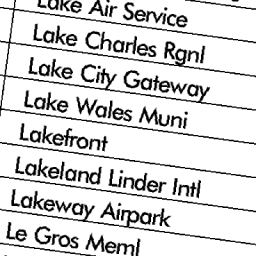 Lake Air Service
Lake Charles Rgnl
Lake City Gateway
Lake Wales Muni
Lakefront
Lakeland Linder Intl
Lakeway Airpark
Le Gros Meml